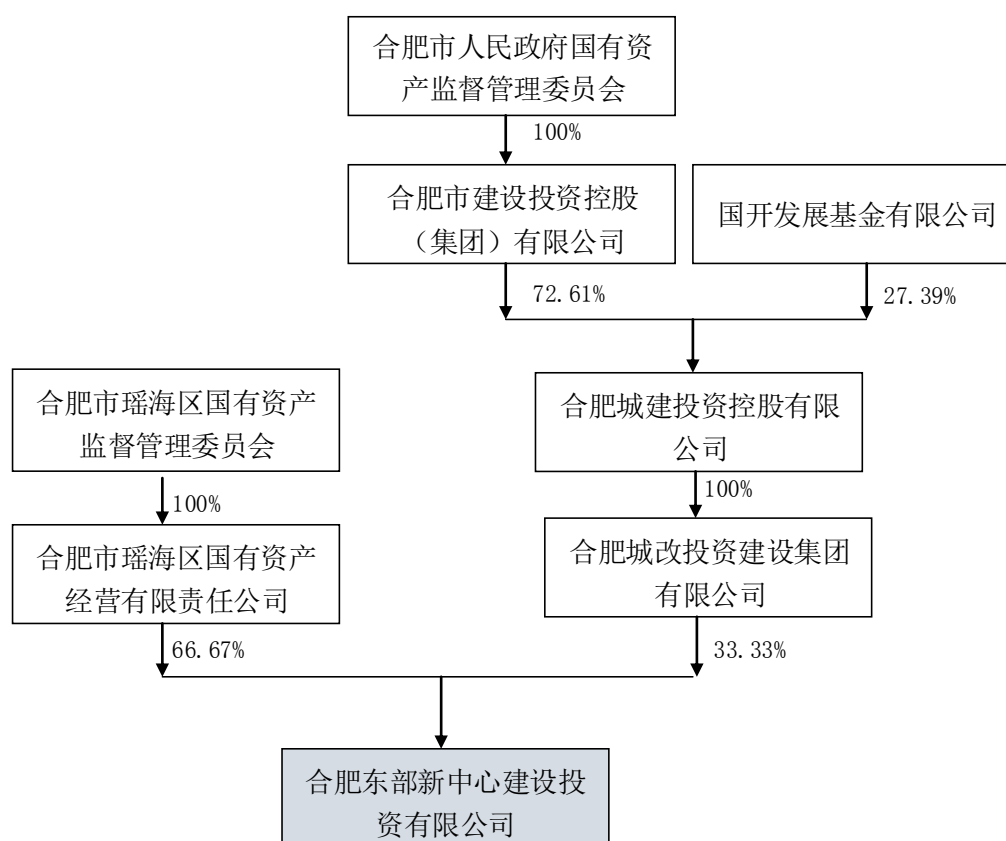 合肥市人民政府国有资
产监督管理委员会
100%
合肥市建设投资控股
（集团）有限公司
国开发展基金有限公司
72.61%
27.39%
合肥市瑶海区国有资产
监督管理委员会
合肥城建投资控股有限
公司
100%
100%
合肥市瑶海区国有资产
经营有限责任公司
合肥城改投资建设集团
有限公司
66.67%
33.33%
合肥东部新中心建设投
资有限公司